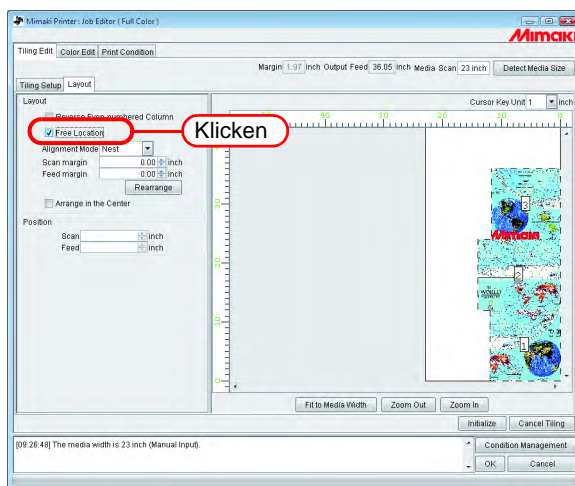 Mimaki Printer : Job Editor ( Full Color )
Mimaki
Tiling Edit Color Edit Print Condition
Margin 1.97 inch Output Feed 36.05 inch Media Scan 23 inch Detect Media Size
Tiling Setup Layout
Layout
Cursor Key Unit 1 inch
Reverse Even-numbered Column
Free Location
Klicken
Alignment Mode Nest
Scan margin 0.00 inch
Feed margin 0.00 inch
Rearrange
Arrange in the Center
Position
Scan inch
Feed inch
50 40 30 20 10 0
30
20
10
0
3
Mimaki
2
WORLD
1
Fit to Media Width Zoom Out Zoom In
Initialize Cancel Tiling
[09:26:48] The media width is 23 inch (Manual Input).
Condition Management
OK Cancel